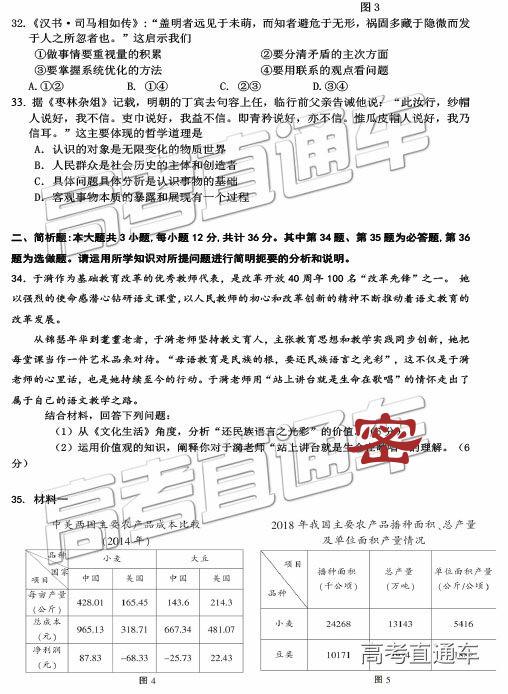 图 3
32.《汉书·司马相如传》:“盖明者远见于未萌，而知者避危于无形，祸固多藏于隐微而发
于人之所忽者也。”这启示我们
①做事情要重视量的积累 ②要分清矛盾的主次方面
③要掌握系统优化的方法 ④要用联系的观点看问题
A.①② B. ①④ C. ②③ D.③④
33. 据《枣林杂俎》记载，明朝的丁宾去句容上任，临行前父亲告诫他说：“此汝行，纱帽
人说好，我不信。吏巾说好，我益不信。即青衿说好，亦不信。惟瓜皮帽人说好，我乃
信耳。”这主要体现的哲学道理是
A. 认识的对象是无限变化的物质世界
B. 人民群众是社会历史的主体和创造者
C. 具体问题具体分析是认识事物的基础
D. 客观事物本质的暴露和展现有一个过程
二、简析题:本大题共 3 小题,每小题 12 分,共计 36 分。其中第 34 题、第 35 题为必答题,第 36
题为选做题。请运用所学知识对所提问题进行简明扼要的分析和说明。
34. 于漪作为基础教育改革的优秀教师代表，是改革开放 40 周年 100 名“改革先锋”之一。她
以强烈的使命感潜心钻研语文课堂,以人民教师的初心和改革创新的精神不断推动着语文教育的
改革发展。
从锦瑟年华到耄耋老者，于漪老师坚持教文育人，主张教育思想和教学实践同步创新，她把
每堂课当作一件艺术品来对待。“母语教育是民族的根，要还民族语言之光彩”，这不仅是于漪
老师的心里话，也是她持续至今的行动。于漪老师用“站上讲台就是生命在歌唱”的情怀走出了
属于自己的语文教学之路。
结合材料，回答下列问题：
（1）从《文化生活》角度，分析“还民族语言之光彩”的价值。（6 分）
（2）运用价值观的知识，阐释你对于漪老师“站上讲台就是生命在歌唱”的理解。（6
分）
密
35. 材料一
中美两国主要农产品成本比较
(2014 年)
品种 国家 项目 小麦 大豆
中国 美国 中国 美国
每亩产量（公斤） 428.01 165.45 143.6 214.3
总成本（元） 965.13 318.71 667.34 481.07
净利润（元） 87.83 -68.33 -25.73 22.43
图 4
2018 年我国主要农产品播种面积、总产量
及单位面积产量情况
项目 品种 播种面积（千公顷） 总产量（万吨） 单位面积产量（公斤/公顷）
小麦 24268 13143 5416
豆类 10171
图 5
高考直通车
高考直通车
高考直通车